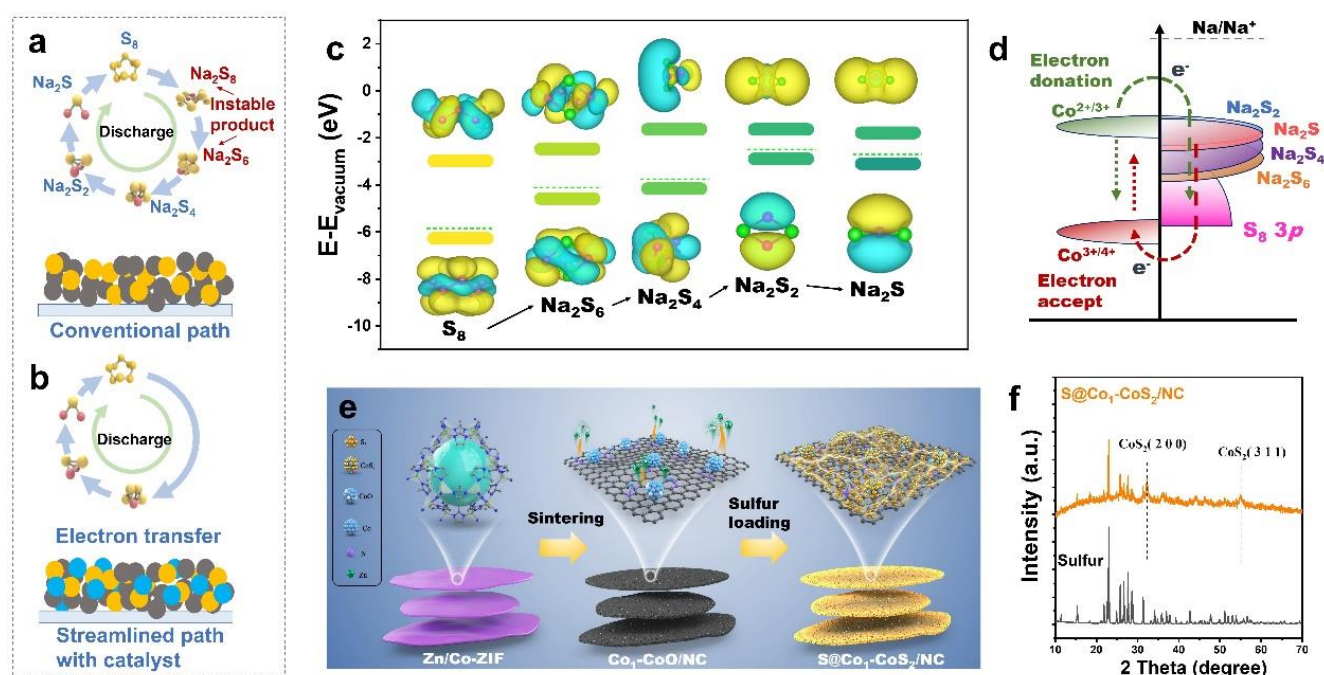 a
S8
Na2S
Na2S8
Instable
product
Discharge
Na2S6
Na2S2
Na2S4
Conventional path
b
Discharge
Electron transfer
Streamlined path
with catalyst
c
E-Evacuum (eV)
2
0
-2
-4
-6
-8
-10
S8
Na2S6
Na2S4
Na2S2
Na2S
d
Na/Na+
Electron
donation
e-
Co2+/3+
Na2S2
Na2S
Na2S4
Na2S6
S8 3p
Co3+/4+
e-
Electron
accept
e
CoO
Co
N
Zn
Sintering
Sulfur
loading
Zn/Co-ZIF
Co1-CoO/NC
S@Co1-CoS2/NC
f
S@Co1-CoS2/NC
CoS2(2 0 0)
CoS2(3 1 1)
Intensity (a.u.)
Sulfur
10 20 30 40 50 60 70
2 Theta (degree)